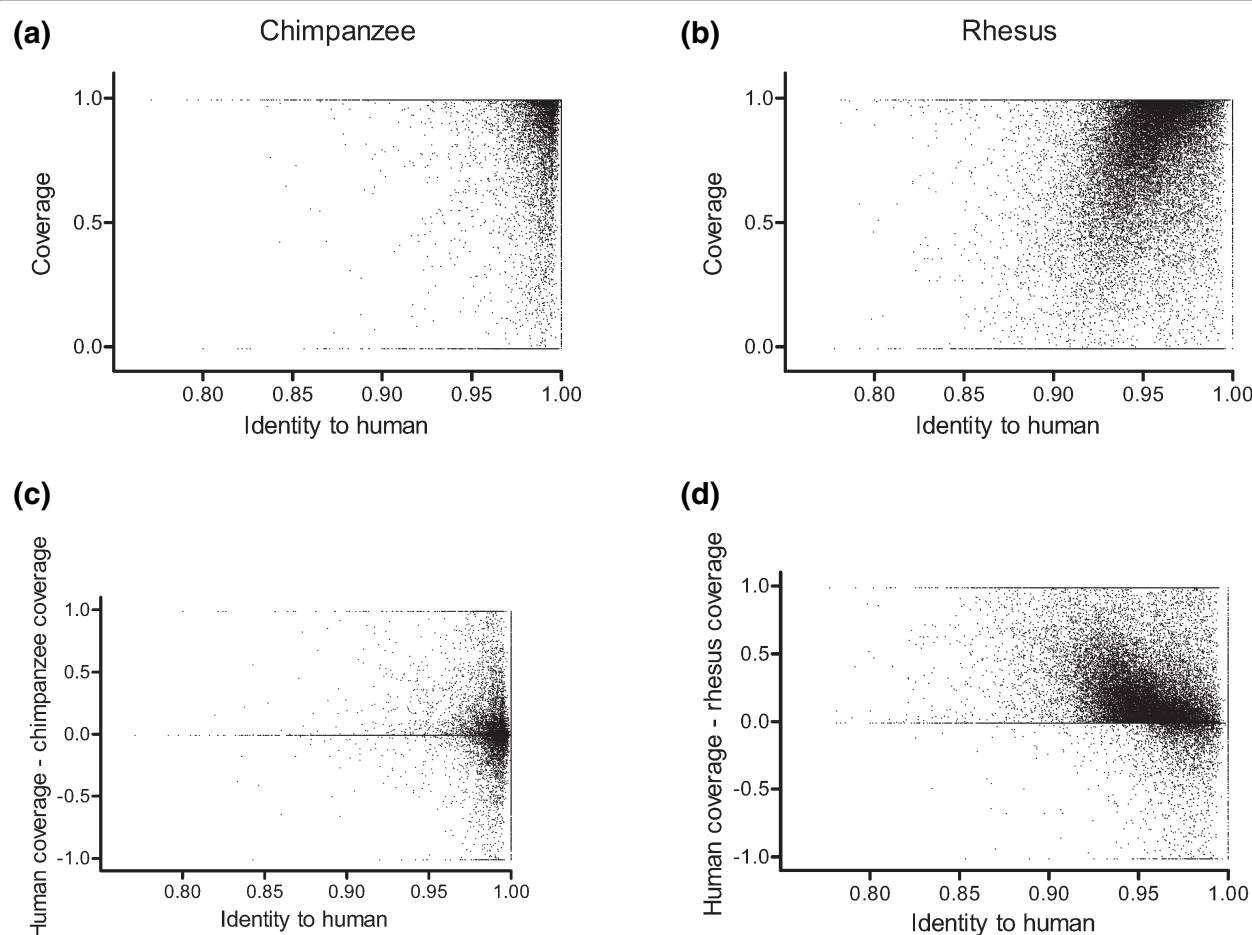 (a)
Chimpanzee
1.0
0.5
0.0
Coverage
0.80 0.85 0.90 0.95 1.00
Identity to human
(b)
Rhesus
1.0
0.5
0.0
Coverage
0.80 0.85 0.90 0.95 1.00
Identity to human
(c)
Human coverage - chimpanzee coverage
1.0
0.5
0.0
-0.5
-1.0
0.80 0.85 0.90 0.95 1.00
Identity to human
(d)
Human coverage - rhesus coverage
1.0
0.5
0.0
-0.5
-1.0
0.80 0.85 0.90 0.95 1.00
Identity to human